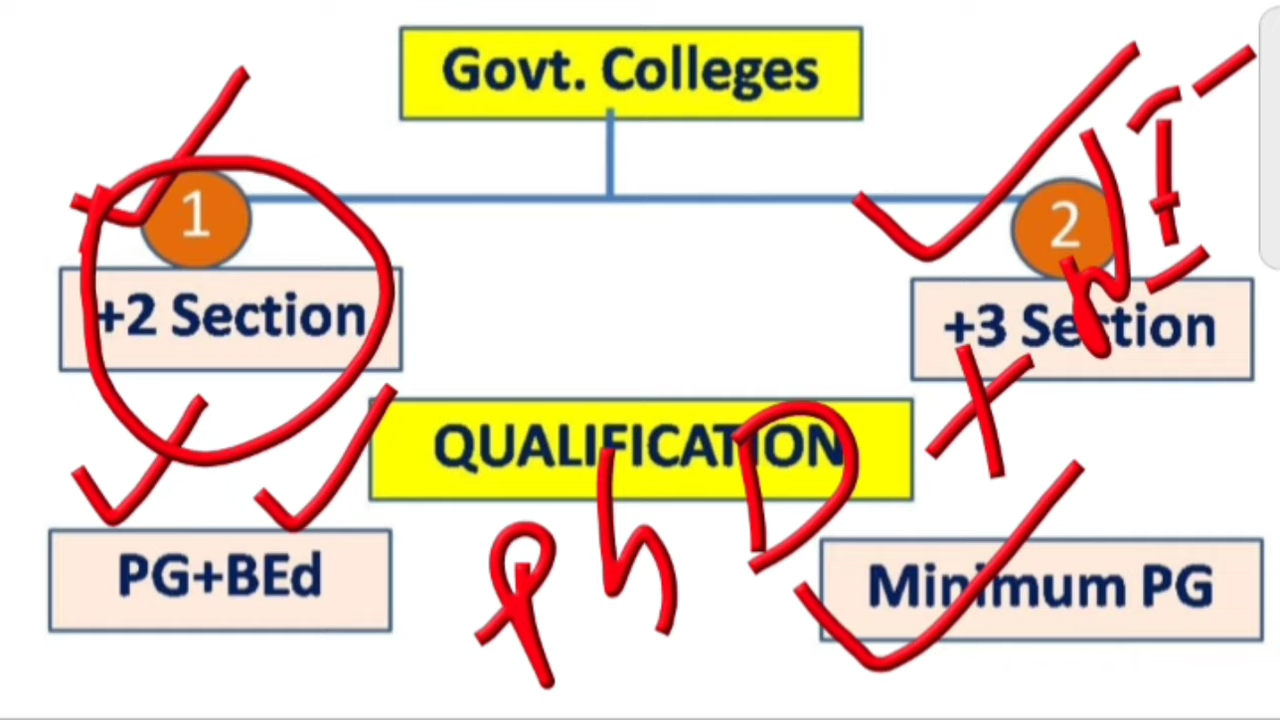 Govt. Colleges
1
2
+2 Section
+3 Section
QUALIFICATION
PG+BEd
Minimum PG
PhD